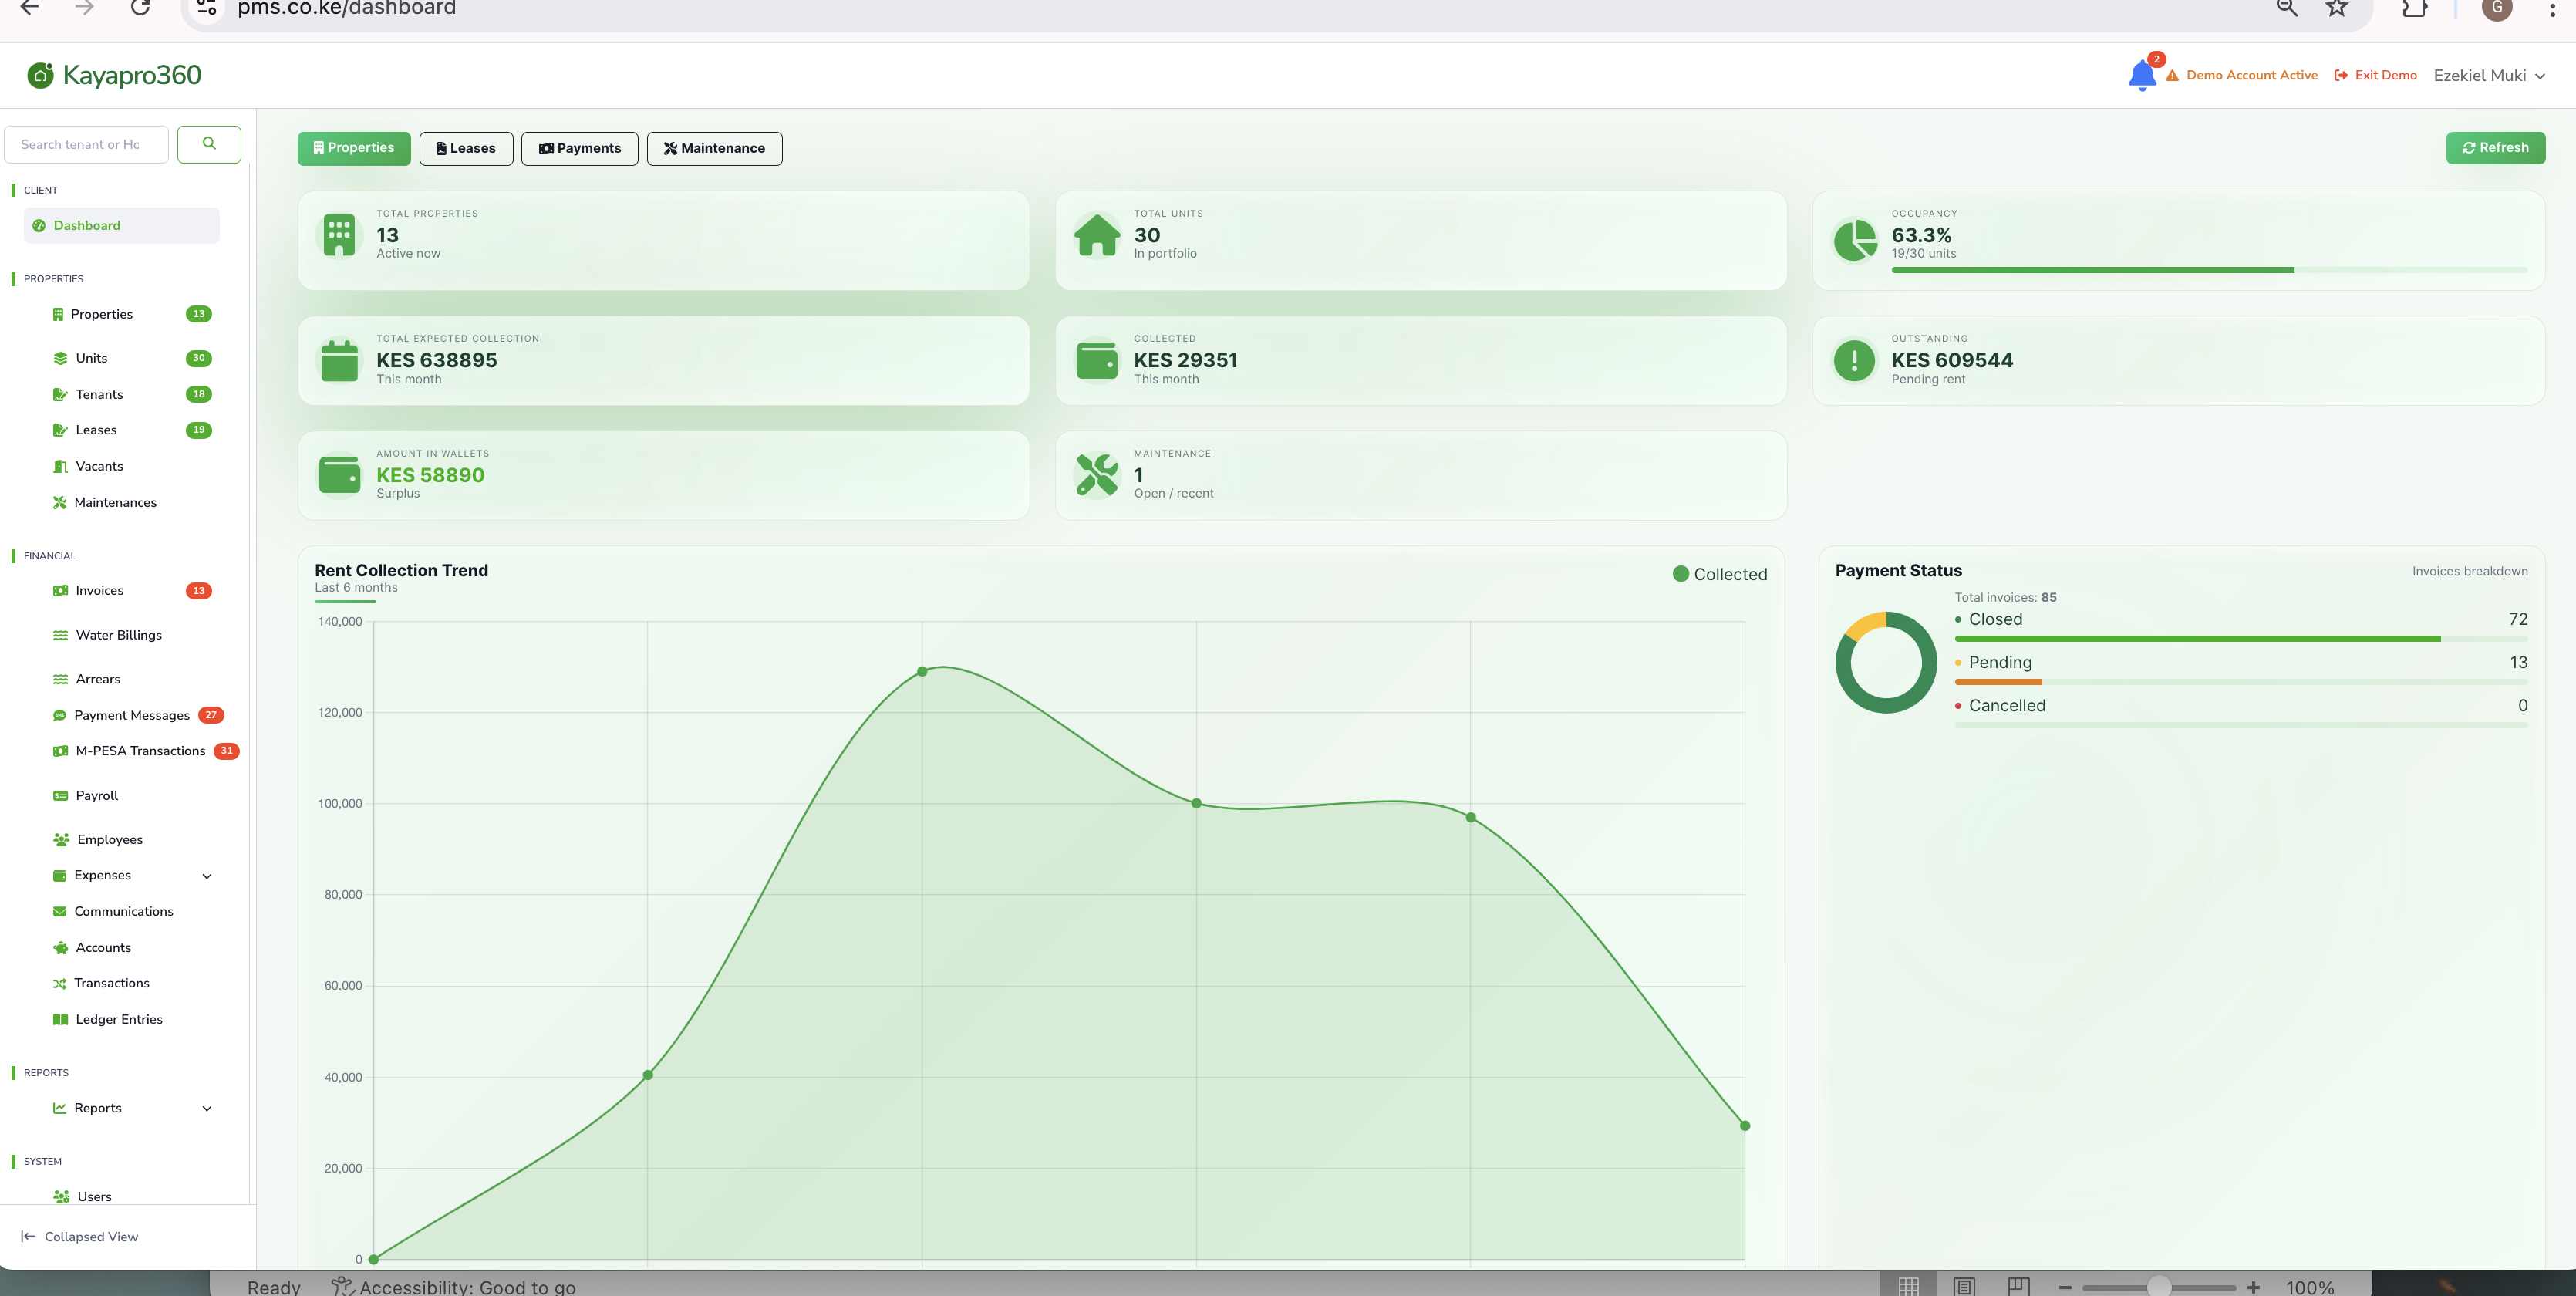 pms.co.ke/dashboard
G
Kayapro360
2
Demo Account Active
Exit Demo
Ezekiel Muki
Search tenant or Hc
CLIENT
Dashboard
PROPERTIES
Properties 13
Units 30
Tenants 18
Leases 19
Vacants
Maintenances
FINANCIAL
Invoices 13
Water Billings
Arrears
Payment Messages 27
M-PESA Transactions 31
Payroll
Employees
Expenses
Communications
Accounts
Transactions
Ledger Entries
REPORTS
Reports
SYSTEM
Users
Collapsed View
Properties
Leases
Payments
Maintenance
Refresh
TOTAL PROPERTIES
13
Active now
TOTAL UNITS
30
In portfolio
OCCUPANCY
63.3%
19/30 units
TOTAL EXPECTED COLLECTION
KES 638895
This month
COLLECTED
KES 29351
This month
OUTSTANDING
KES 609544
Pending rent
AMOUNT IN WALLETS
KES 58890
Surplus
MAINTENANCE
1
Open / recent
Rent Collection Trend
Last 6 months
Collected
140,000
120,000
100,000
80,000
60,000
40,000
20,000
0
Payment Status
Invoices breakdown
Total invoices: 85
Closed 72
Pending 13
Cancelled 0
Ready
Accessibility: Good to go
100%